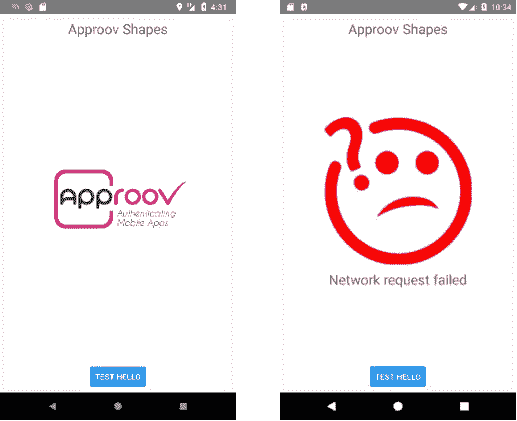 4:31
Approov Shapes
Approov
Authenticating
Mobile Apps
TEST HELLO
10:34
Approov Shapes
?
Network request failed
TEST HELLO